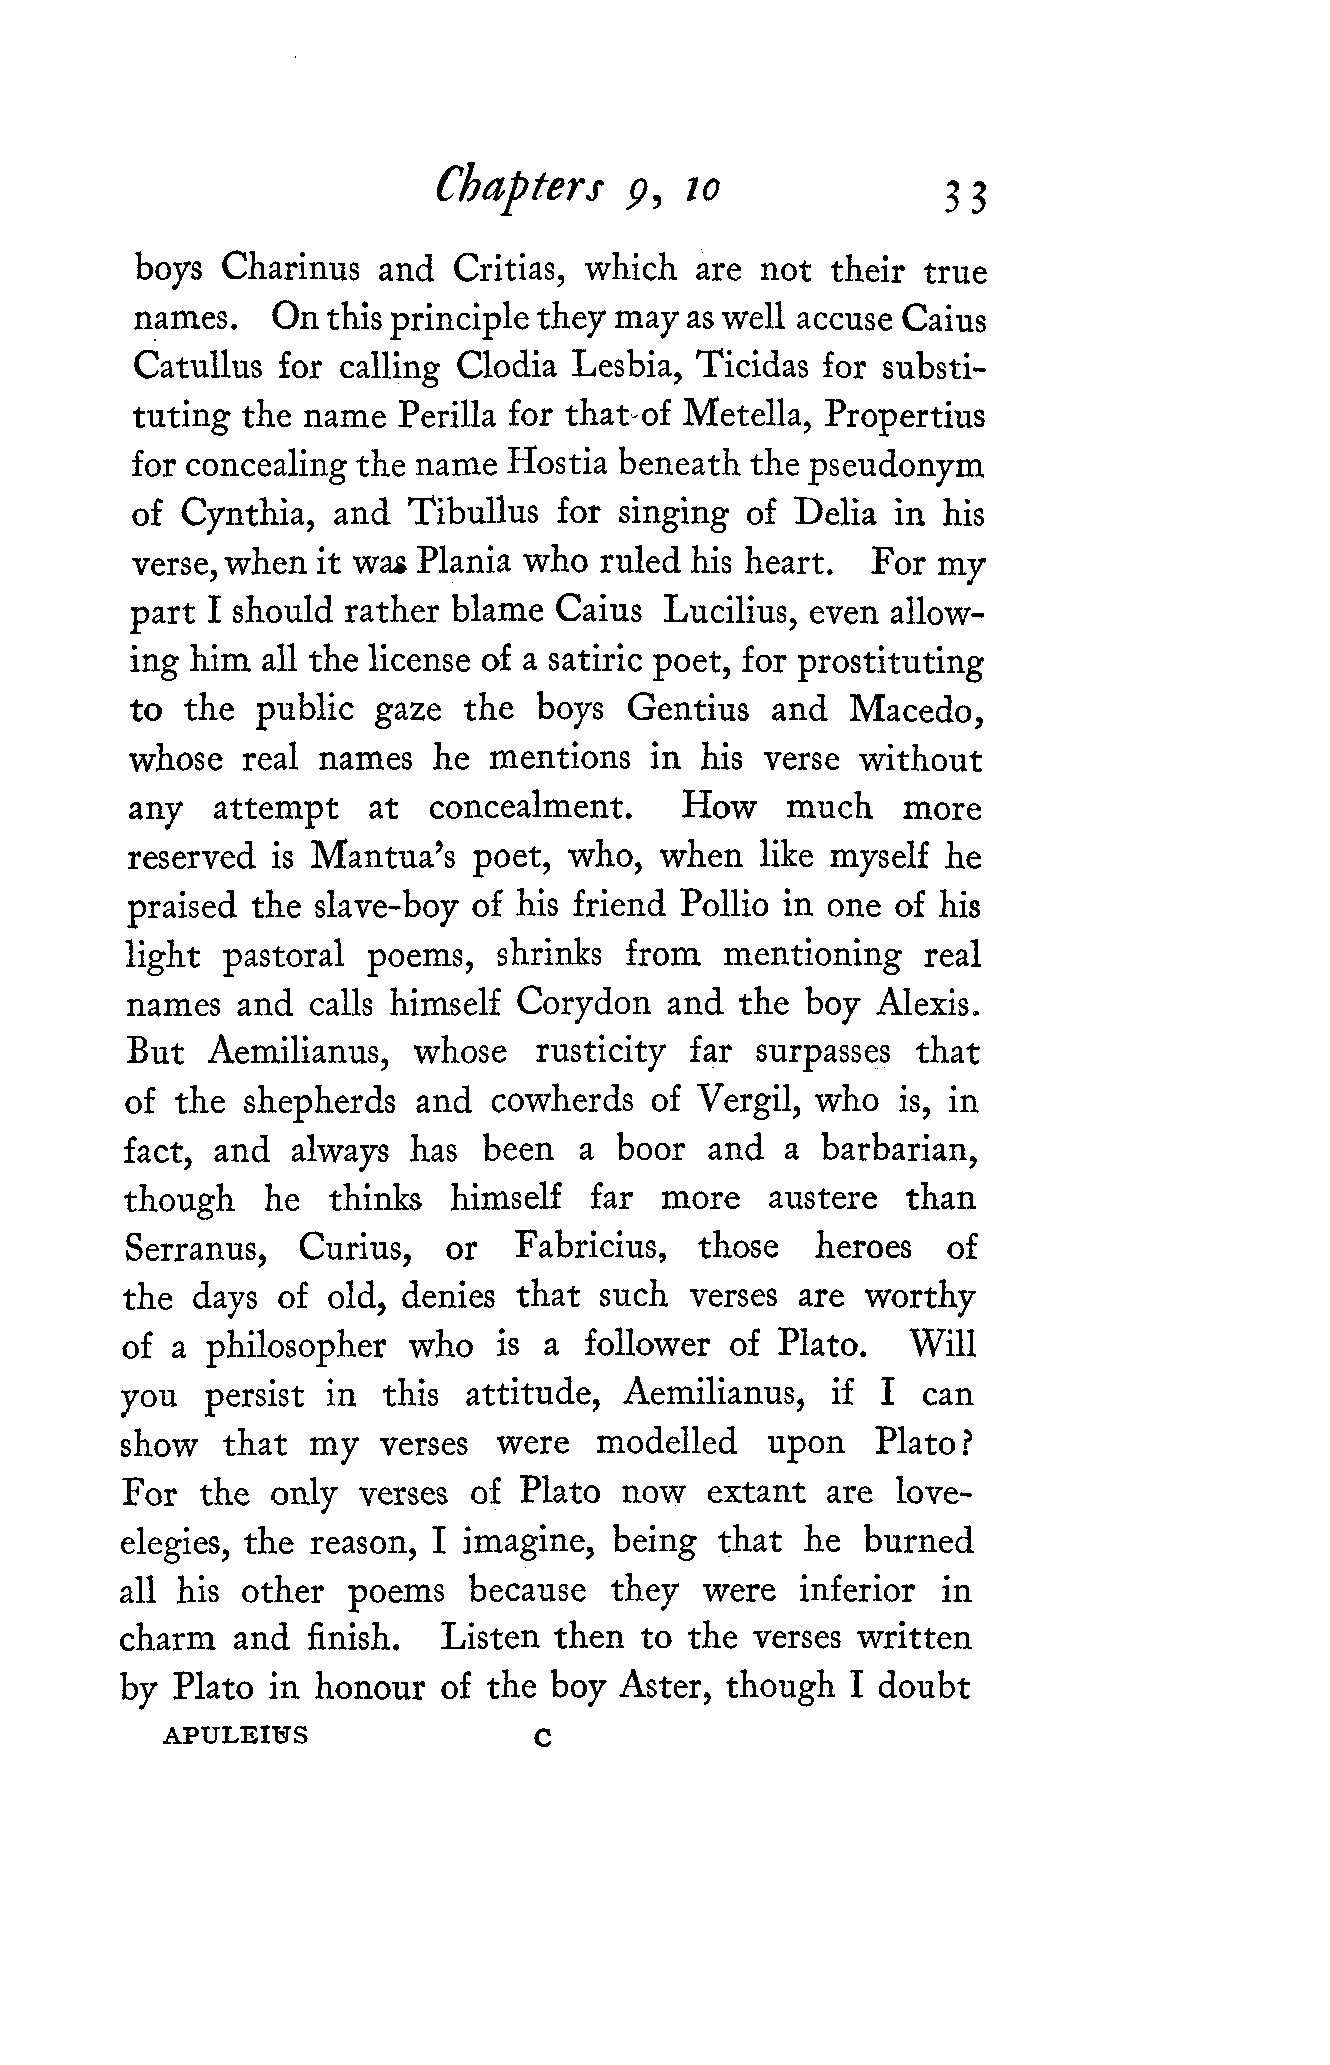 Chapters 9, 10 33
boys Charinus and Critias, which are not their true
names. On this principle they may as well accuse Caius
Catullus for calling Clodia Lesbia, Ticidas for substi-
tuting the name Perilla for that of Metella, Propertius
for concealing the name Hostia beneath the pseudonym
of Cynthia, and Tibullus for singing of Delia in his
verse, when it was Plania who ruled his heart. For my
part I should rather blame Caius Lucilius, even allow-
ing him all the license of a satiric poet, for prostituting
to the public gaze the boys Gentius and Macedo,
whose real names he mentions in his verse without
any attempt at concealment. How much more
reserved is Mantua's poet, who, when like myself he
praised the slave-boy of his friend Pollio in one of his
light pastoral poems, shrinks from mentioning real
names and calls himself Corydon and the boy Alexis.
But Aemilianus, whose rusticity far surpasses that
of the shepherds and cowherds of Vergil, who is, in
fact, and always has been a boor and a barbarian,
though he thinks himself far more austere than
Serranus, Curius, or Fabricius, those heroes of
the days of old, denies that such verses are worthy
of a philosopher who is a follower of Plato. Will
you persist in this attitude, Aemilianus, if I can
show that my verses were modelled upon Plato?
For the only verses of Plato now extant are love-
elegies, the reason, I imagine, being that he burned
all his other poems because they were inferior in
charm and finish. Listen then to the verses written
by Plato in honour of the boy Aster, though I doubt
APULEIUS C